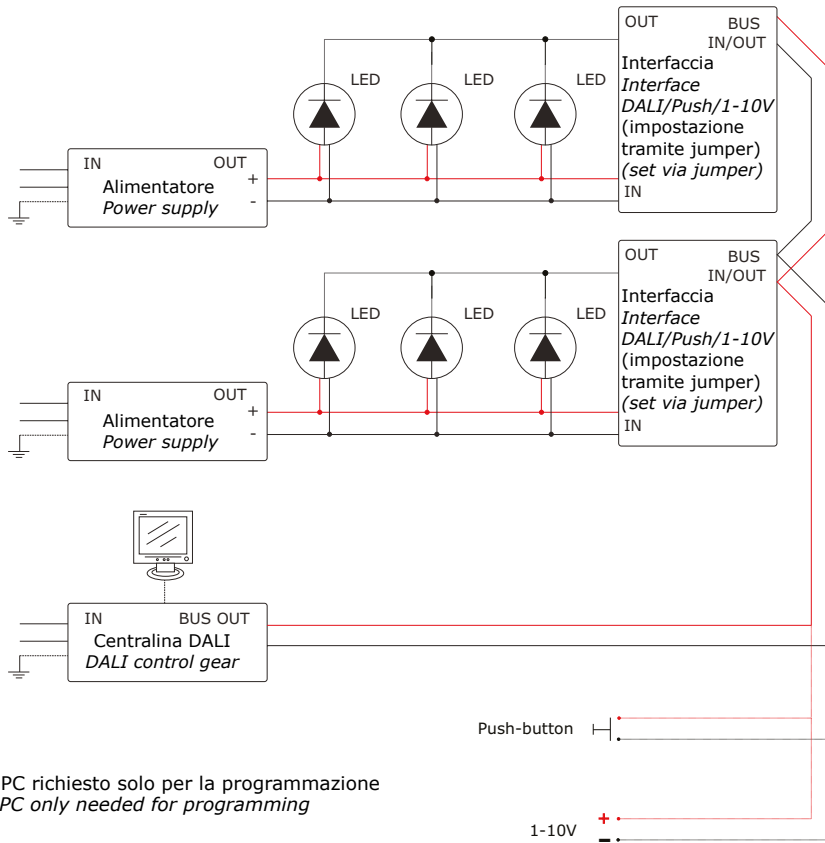 OUT
BUS
IN/OUT
Interfaccia
Interface
DALI/Push/1-10V
(impostazione
tramite jumper)
(set via jumper)
IN
LED
LED
LED
IN
OUT
Alimentatore
Power supply
+
-
OUT
BUS
IN/OUT
Interfaccia
Interface
DALI/Push/1-10V
(impostazione
tramite jumper)
(set via jumper)
IN
LED
LED
LED
IN
OUT
Alimentatore
Power supply
+
-
IN
BUS OUT
Centralina DALI
DALI control gear
Push-button
PC richiesto solo per la programmazione
PC only needed for programming
1-10V
+
-